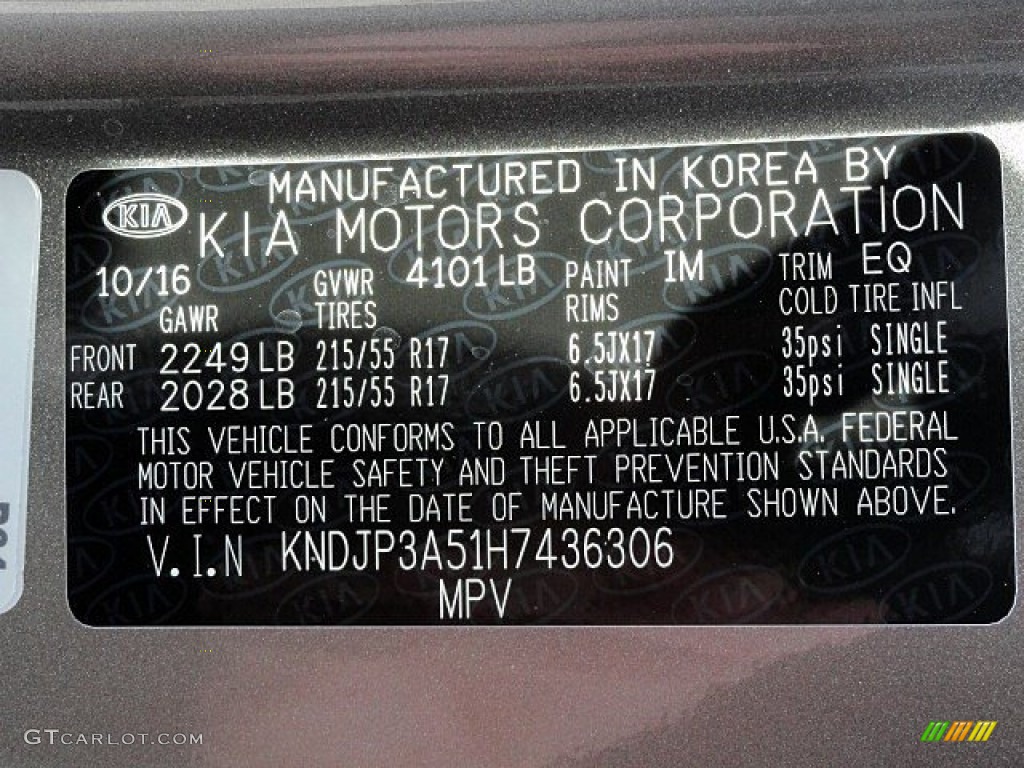 MANUFACTURED IN KOREA BY
KIA KIA MOTORS CORPORATION
10/16 GVWR 4101 LB PAINT IM TRIM EQ
GAWR TIRES RIMS COLD TIRE INFL
FRONT 2249 LB 215/55 R17 6.5JX17 35psi SINGLE
REAR 2028 LB 215/55 R17 6.5JX17 35psi SINGLE
THIS VEHICLE CONFORMS TO ALL APPLICABLE U.S.A. FEDERAL
MOTOR VEHICLE SAFETY AND THEFT PREVENTION STANDARDS
IN EFFECT ON THE DATE OF MANUFACTURE SHOWN ABOVE.
V.I.N KNDJP3A51H7436306
MPV
GTCARLOT.COM